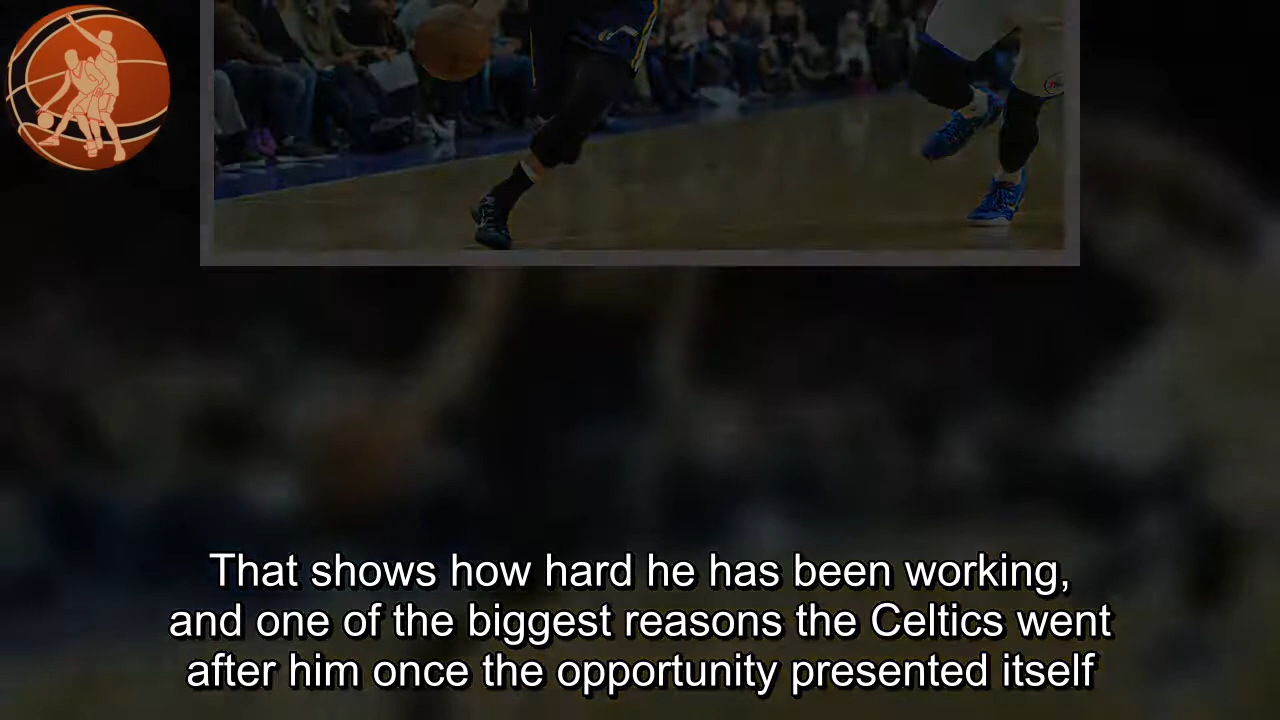 That shows how hard he has been working,
and one of the biggest reasons the Celtics went
after him once the opportunity presented itself